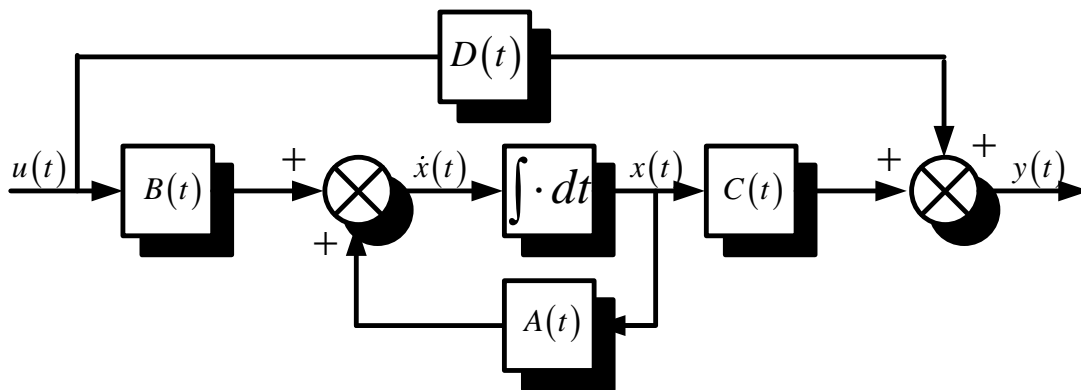 D(t)
u(t)
B(t)
+
ẋ(t)
∫· dt
x(t)
C(t)
+
+
y(t)
+
A(t)